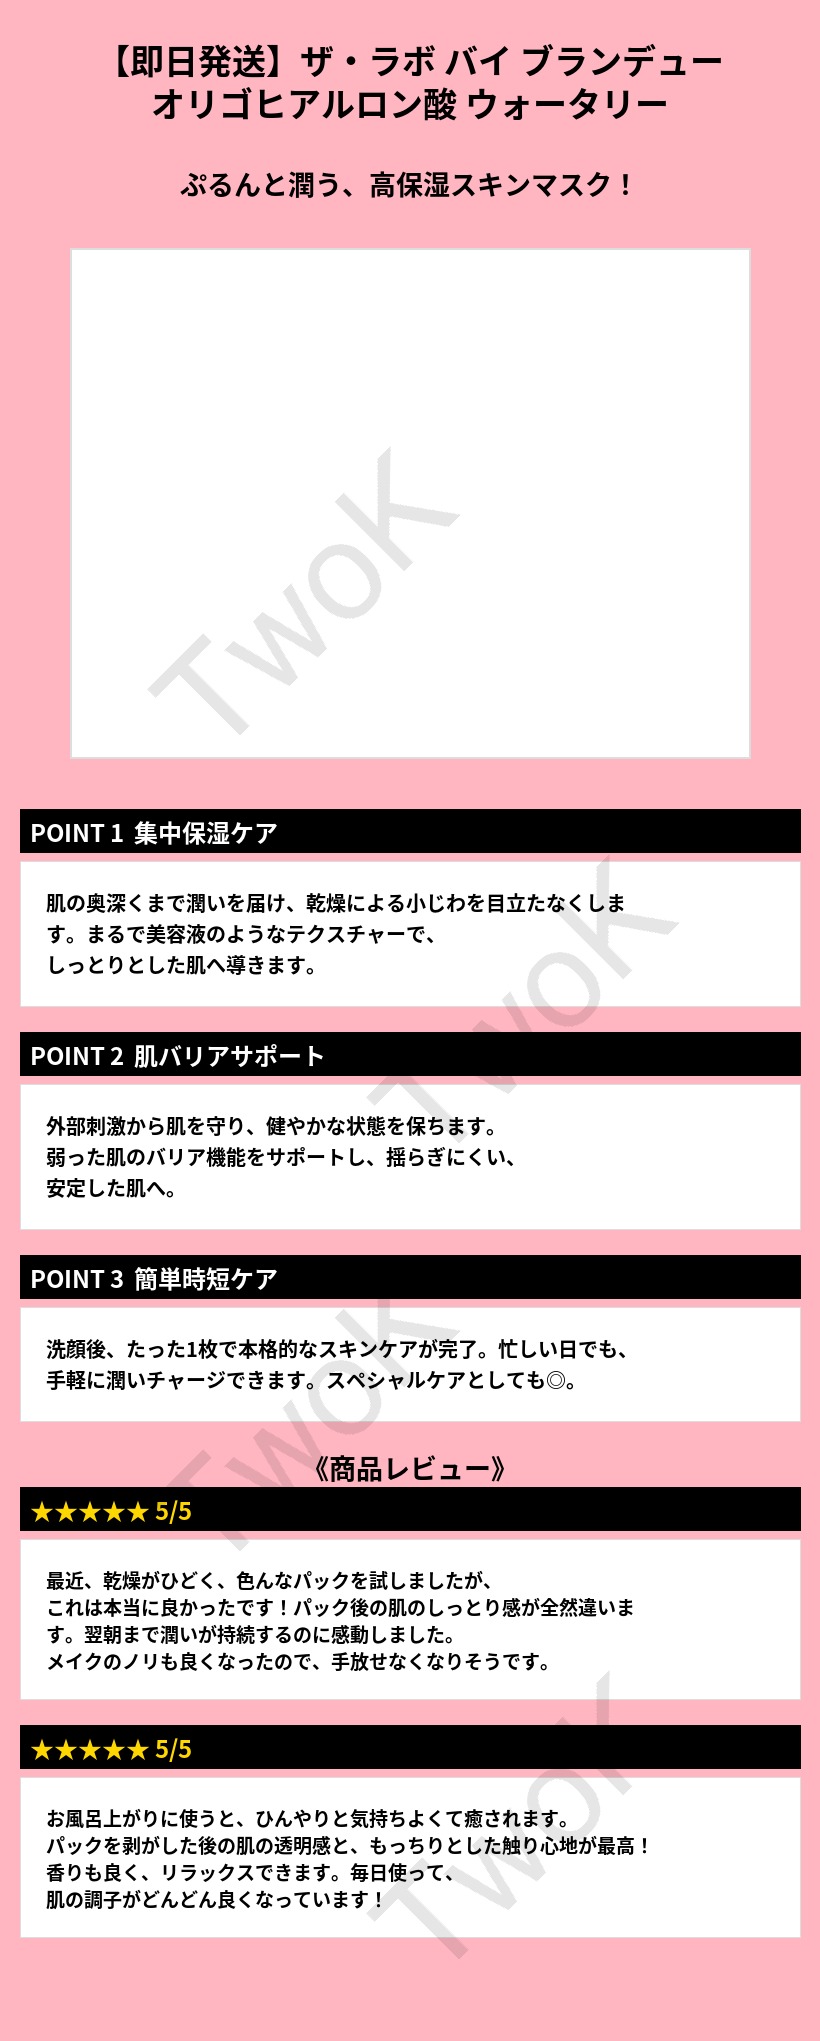 【即日発送】ザ・ラボ バイ ブランデュー
オリゴヒアルロン酸 ウォータリー
ぷるんと潤う、高保湿スキンマスク！
TwoK
POINT 1 集中保湿ケア
肌の奥深くまで潤いを届け、乾燥による小じわを目立たなくしま
す。まるで美容液のようなテクスチャーで、
しっとりとした肌へ導きます。
TwoK
POINT 2 肌バリアサポート
外部刺激から肌を守り、健やかな状態を保ちます。
弱った肌のバリア機能をサポートし、揺らぎにくい、
安定した肌へ。
POINT 3 簡単時短ケア
洗顔後、たった1枚で本格的なスキンケアが完了。忙しい日でも、
手軽に潤いチャージできます。スペシャルケアとしても◎。
TwoK
《商品レビュー》
★★★★★ 5/5
最近、乾燥がひどく、色んなパックを試しましたが、
これは本当に良かったです！パック後の肌のしっとり感が全然違いま
す。翌朝まで潤いが持続するのに感動しました。
メイクのノリも良くなったので、手放せなくなりそうです。
★★★★★ 5/5
お風呂上がりに使うと、ひんやりと気持ちよくて癒されます。
パックを剥がした後の肌の透明感と、もっちりとした触り心地が最高！
香りも良く、リラックスできます。毎日使って、
肌の調子がどんどん良くなっています！
TwoK